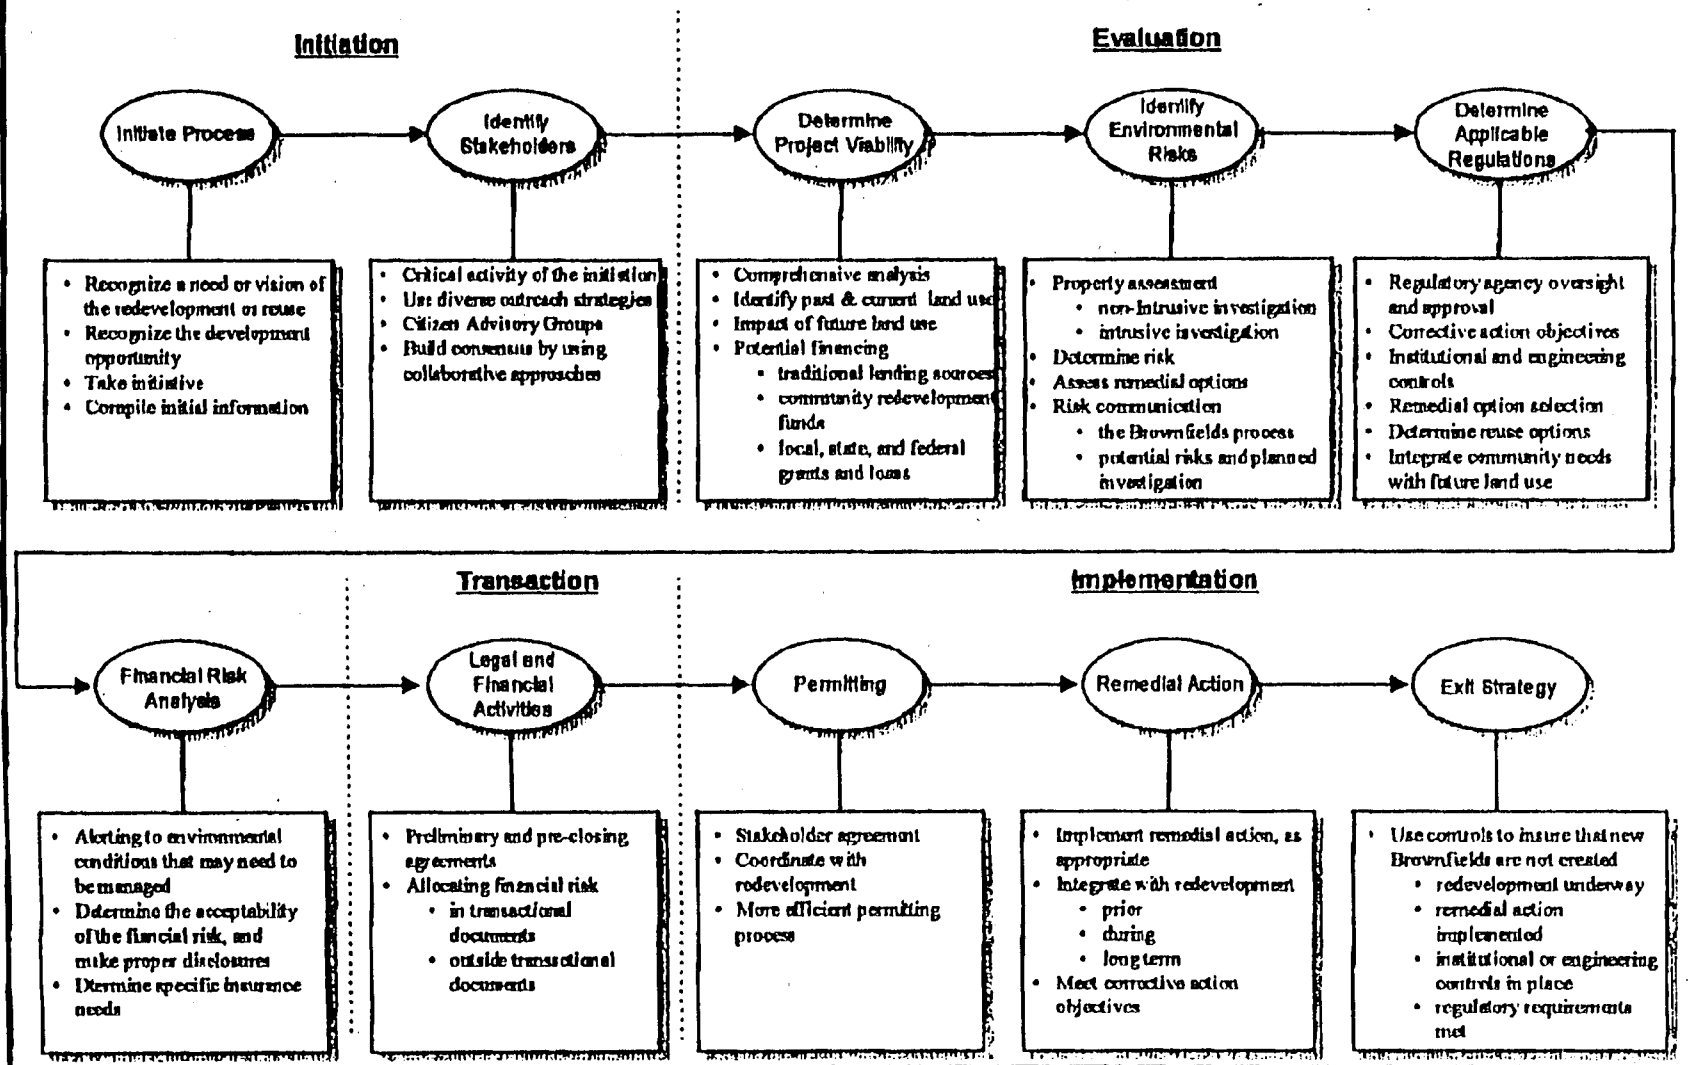 Initiation
Evaluation
Initiate Process
Identify
Stakeholders
Determine
Project Viability
Identify
Environmental
Risks
Determine
Applicable
Regulations
• Recognize a need or vision of
the redevelopment or reuse
• Recognize the development
opportunity
• Take initiative
• Compile initial information
• Critical activity of the initiation
• Use diverse outreach strategies
• Citizen Advisory Groups
• Build consensus by using
collaborative approaches
• Comprehensive analysis
• Identify past & current land use
• Impact of future land use
• Potential financing
• traditional lending sources
• community redevelopment
funds
• local, state, and federal
grants and loans
• Property assessment
• non-Intrusive investigation
• intrusive investigation
• Determine risk
• Assess remedial options
• Risk communication
• the Brownfields process
• potential risks and planned
investigation
• Regulatory agency oversight
and approval
• Corrective action objectives
• Institutional and engineering
controls
• Remedial option selection
• Determine reuse options
• Integrate community needs
with future land use
Transaction
Implementation
Financial Risk
Analysis
Legal and
Financial
Activities
Permitting
Remedial Action
Exit Strategy
• Alerting to environmental
conditions that may need to
be managed
• Determine the acceptability
of the fiancial risk, and
make proper disclosures
• Dtermine specific insurance
needs
• Preliminary and pre-closing
agreements
• Allocating financial risk
• in transactional
documents
• outside transactional
documents
• Stakeholder agreement
• Coordinate with
redevelopment
• More efficient permitting
process
• Implement remedial action, as
appropriate
• Integrate with redevelopment
• prior
• during
• long term
• Meet corrective action
objectives
• Use controls to insure that new
Brownfields are not created
• redevelopment underway
• remedial action
implemented
• institutional or engineering
controls in place
• regulatory requirements
met